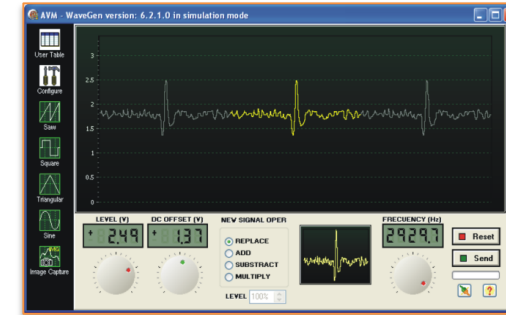 AVM - WaveGen version: 6.2.1.0 in simulation mode
User Table
Configure
Saw
Square
Triangular
Sine
Image Capture
3
2.5
2
1.5
1
0.5
0
LEVEL (V)
+ 2.49
DC OFFSET (V)
+ 1.37
NEW SIGNAL OPER
REPLACE
ADD
SUBSTRACT
MULTIPLY
LEVEL 100%
FRECUENCY (Hz)
2929.7
Reset
Send
?